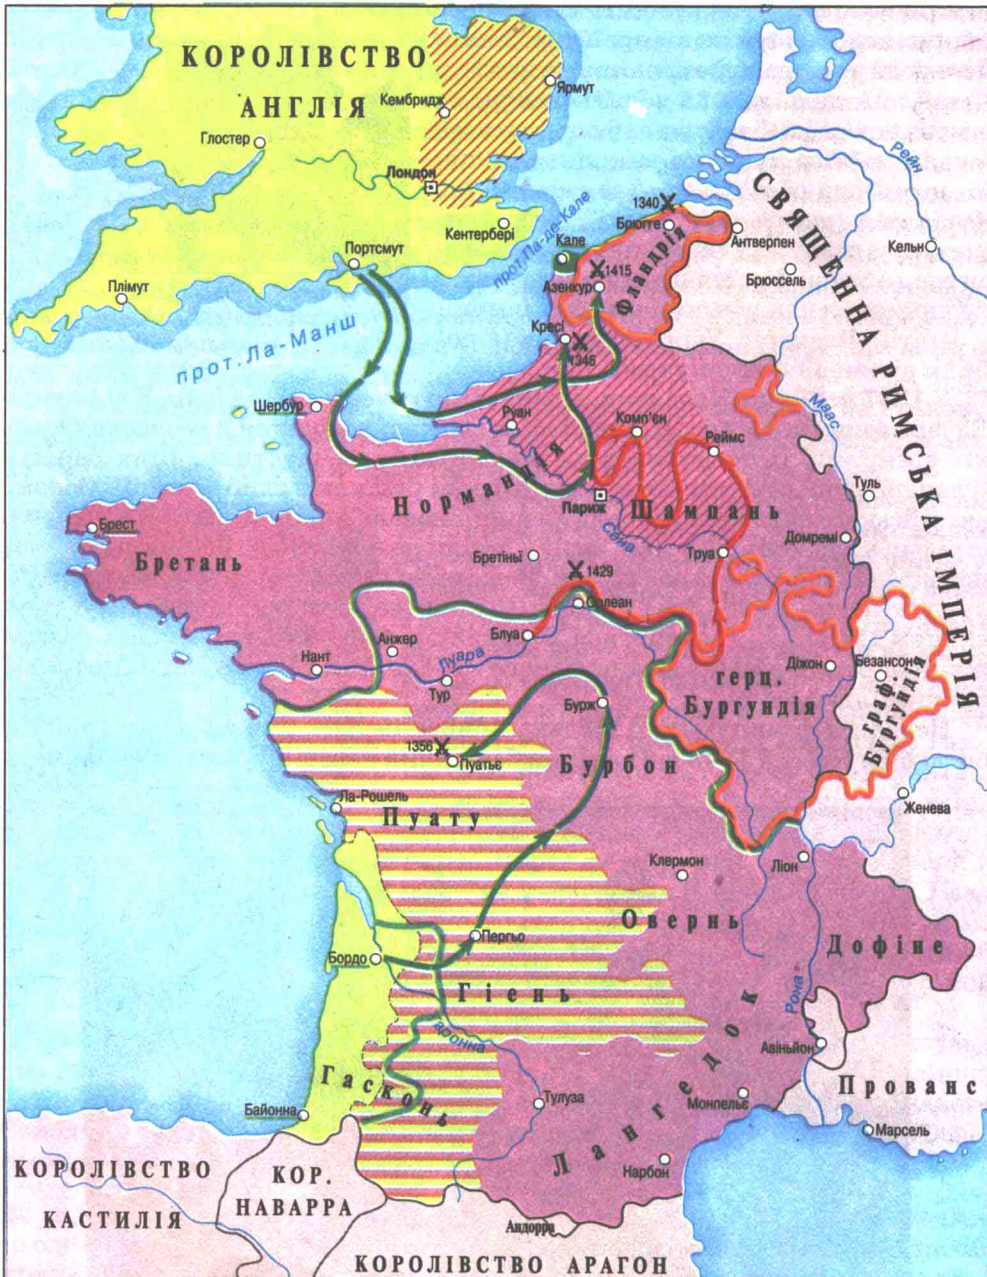 КОРОЛІВСТВО
АНГЛІЯ
Кембридж
Ярмут
Глостер
Лондон
Кентербері
Портсмут
Плімут
прот. Ла-Манш
прот. Па-де-Кале
Рейн
СВЯЩЕННА РИМСЬКА ІМПЕРІЯ
1340
Брюгге
Антверпен
Кельн
Брюссель
Кале
1415
Азенкур
Фландрія
Кресі
1346
Шербур
Руан
Комп'єн
Реймс
Маас
Нормандія
Париж
Шампань
Туль
Сена
Домремі
Брест
Бретань
Бретіньї
Труа
1429
Орлеан
Блуа
Анжер
Луара
Нант
Тур
Діжон
Безансон
герц.
Бургундія
граф.
Бургундія
Бурж
1356
Пуатьє
Бурбон
Ла-Рошель
Пуату
Женева
Клермон
Ліон
Овернь
Дофіне
Пергьо
Бордо
Гієнь
Рона
Гаронна
Авіньйон
Гасконь
Прованс
Байонна
Тулуза
Монпельє
Лангедок
Марсель
Нарбон
КОРОЛІВСТВО
КАСТИЛІЯ
КОР.
НАВАРРА
Андорра
КОРОЛІВСТВО АРАГОН